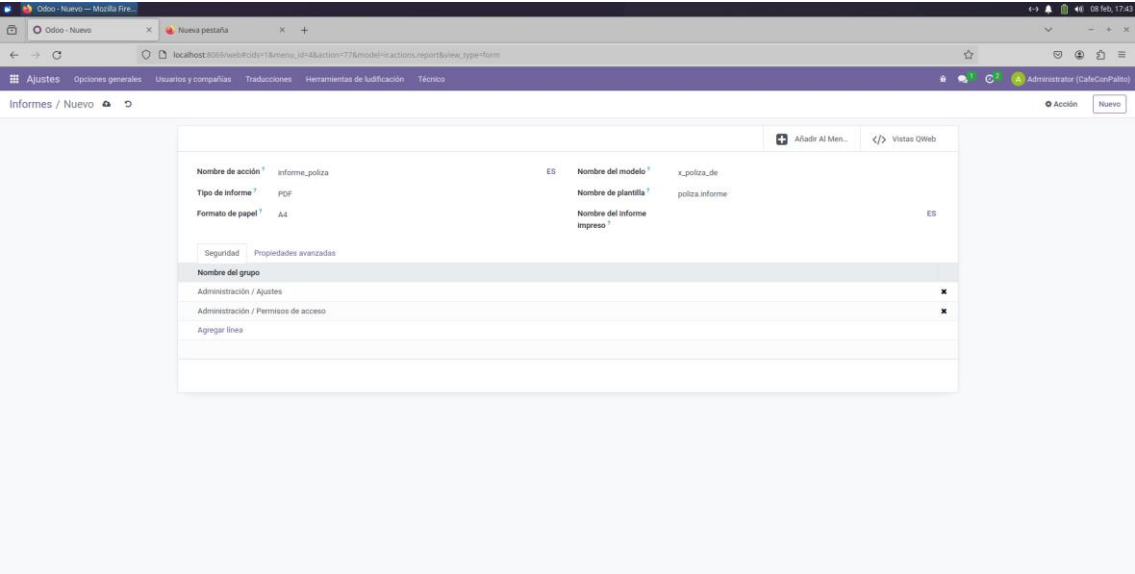 Odoo - Nuevo — Mozilla Fire...
08 feb, 17:43
Odoo - Nuevo
Nueva pestaña
localhost:8069/web#cids=1&menu_id=4&action=77&model=ir.actions.report&view_type=form
Ajustes Opciones generales Usuarios y compañías Traducciones Herramientas de ludificación Técnico
1 2 A Administrator (CafeConPalito)
Informes / Nuevo
Acción Nuevo
Añadir Al Men... </> Vistas QWeb
Nombre de acción ? informe_poliza ES Nombre del modelo ? x_poliza_de
Tipo de informe ? PDF Nombre de plantilla ? poliza.informe
Formato de papel ? A4 Nombre del informe impreso ? ES
Seguridad Propiedades avanzadas
Nombre del grupo
Administración / Ajustes
Administración / Permisos de acceso
Agregar línea